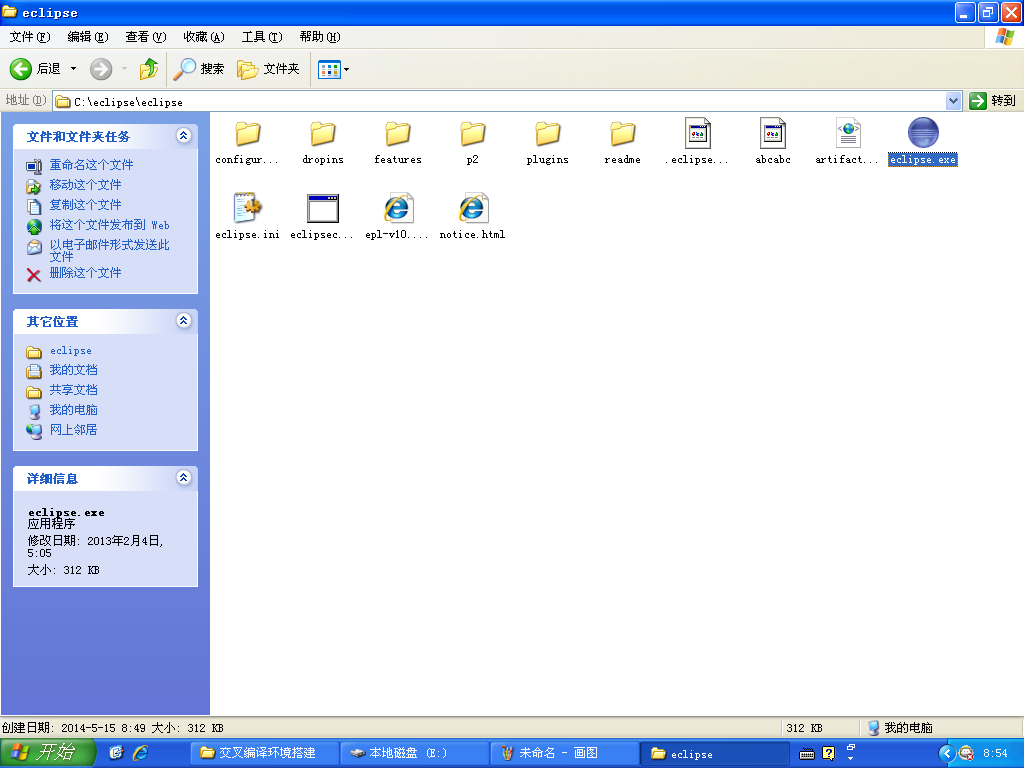 eclipse
文件(F) 编辑(E) 查看(V) 收藏(A) 工具(T) 帮助(H)
后退 搜索 文件夹
地址(D) C:\eclipse\eclipse 转到
文件和文件夹任务
重命名这个文件
移动这个文件
复制这个文件
将这个文件发布到 Web
以电子邮件形式发送此
文件
删除这个文件
其它位置
eclipse
我的文档
共享文档
我的电脑
网上邻居
详细信息
eclipse.exe
应用程序
修改日期: 2013年2月4日,
5:05
大小: 312 KB
configur... dropins features p2 plugins readme .eclipse... abcabc artifact... eclipse.exe
eclipse.ini eclipsec... epl-v10.... notice.html
创建日期: 2014-5-15 8:49 大小: 312 KB 312 KB 我的电脑
开始 交叉编译环境搭建 本地磁盘 (E:) 未命名 - 画图 eclipse 8:54